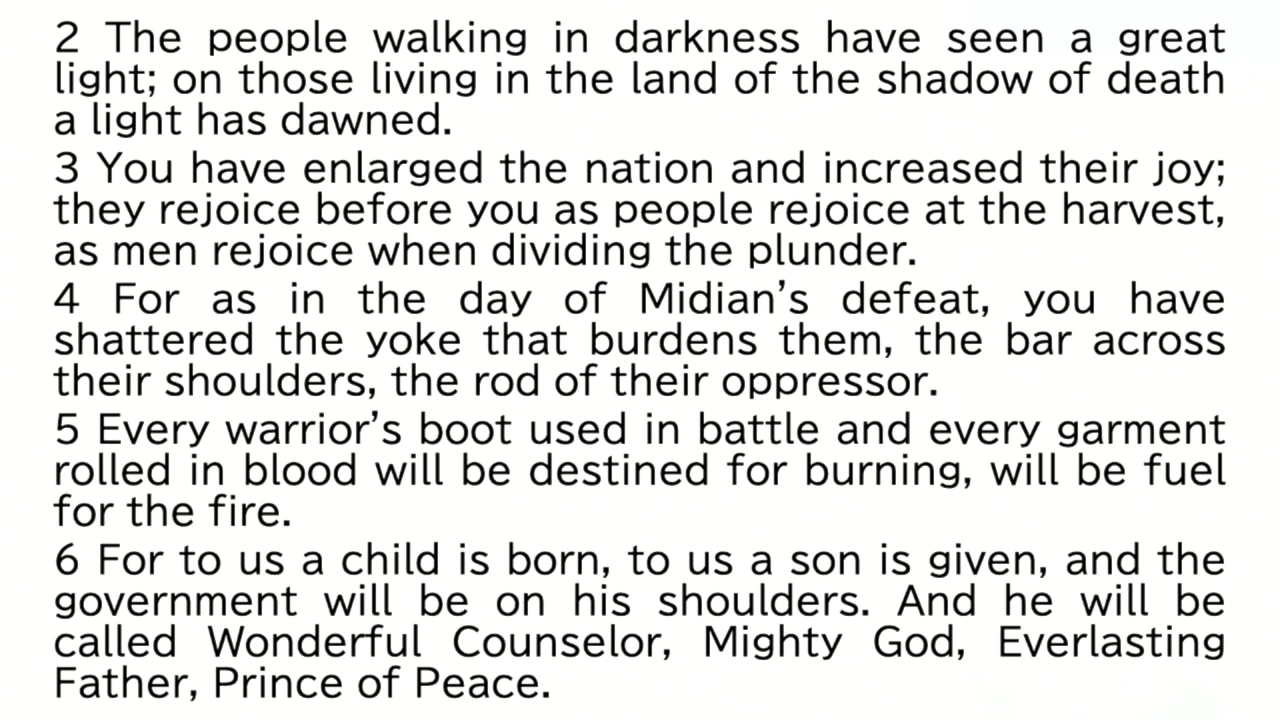 2 The people walking in darkness have seen a great
light; on those living in the land of the shadow of death
a light has dawned.
3 You have enlarged the nation and increased their joy;
they rejoice before you as people rejoice at the harvest,
as men rejoice when dividing the plunder.
4 For as in the day of Midian’s defeat, you have
shattered the yoke that burdens them, the bar across
their shoulders, the rod of their oppressor.
5 Every warrior’s boot used in battle and every garment
rolled in blood will be destined for burning, will be fuel
for the fire.
6 For to us a child is born, to us a son is given, and the
government will be on his shoulders. And he will be
called Wonderful Counselor, Mighty God, Everlasting
Father, Prince of Peace.